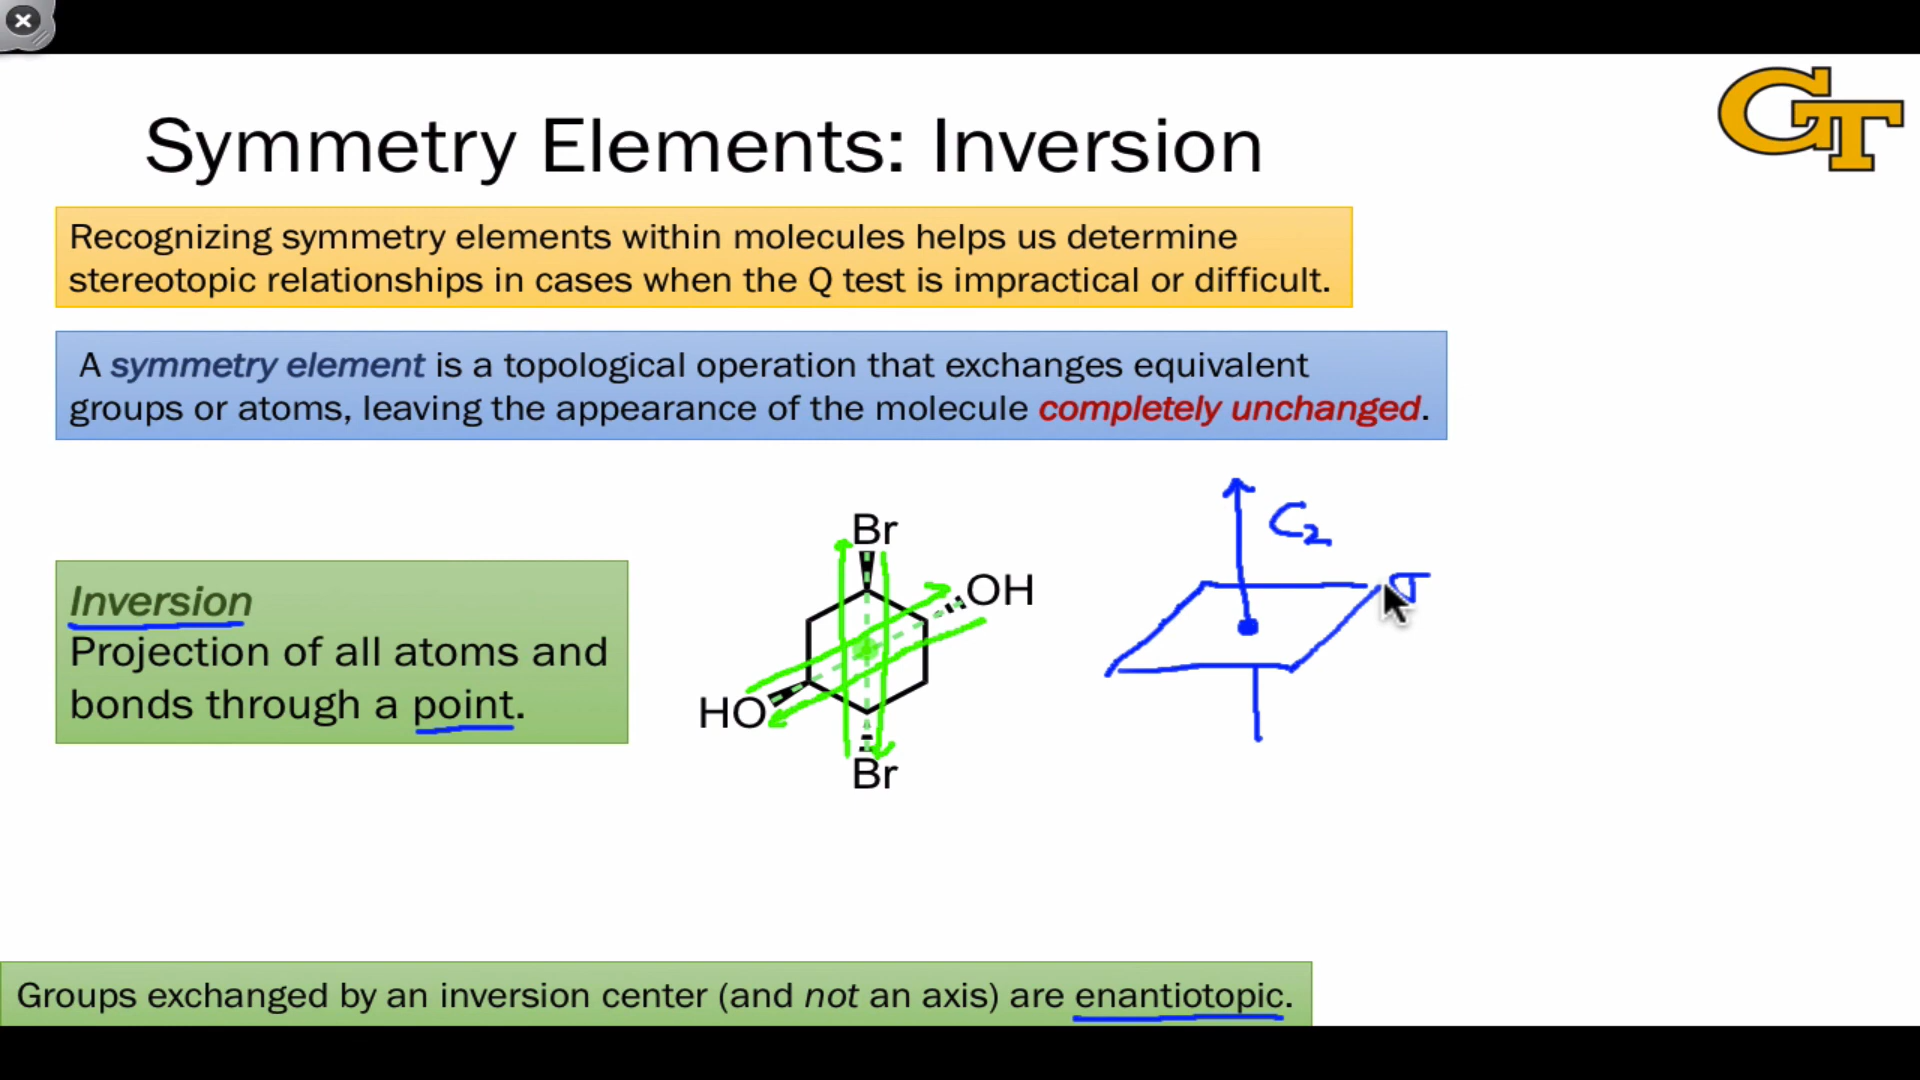 GT
Symmetry Elements: Inversion
Recognizing symmetry elements within molecules helps us determine
stereotopic relationships in cases when the Q test is impractical or difficult.
A symmetry element is a topological operation that exchanges equivalent
groups or atoms, leaving the appearance of the molecule completely unchanged.
Inversion
Projection of all atoms and
bonds through a point.
Br
OH
HO
Br
C₂
σ
Groups exchanged by an inversion center (and not an axis) are enantiotopic.